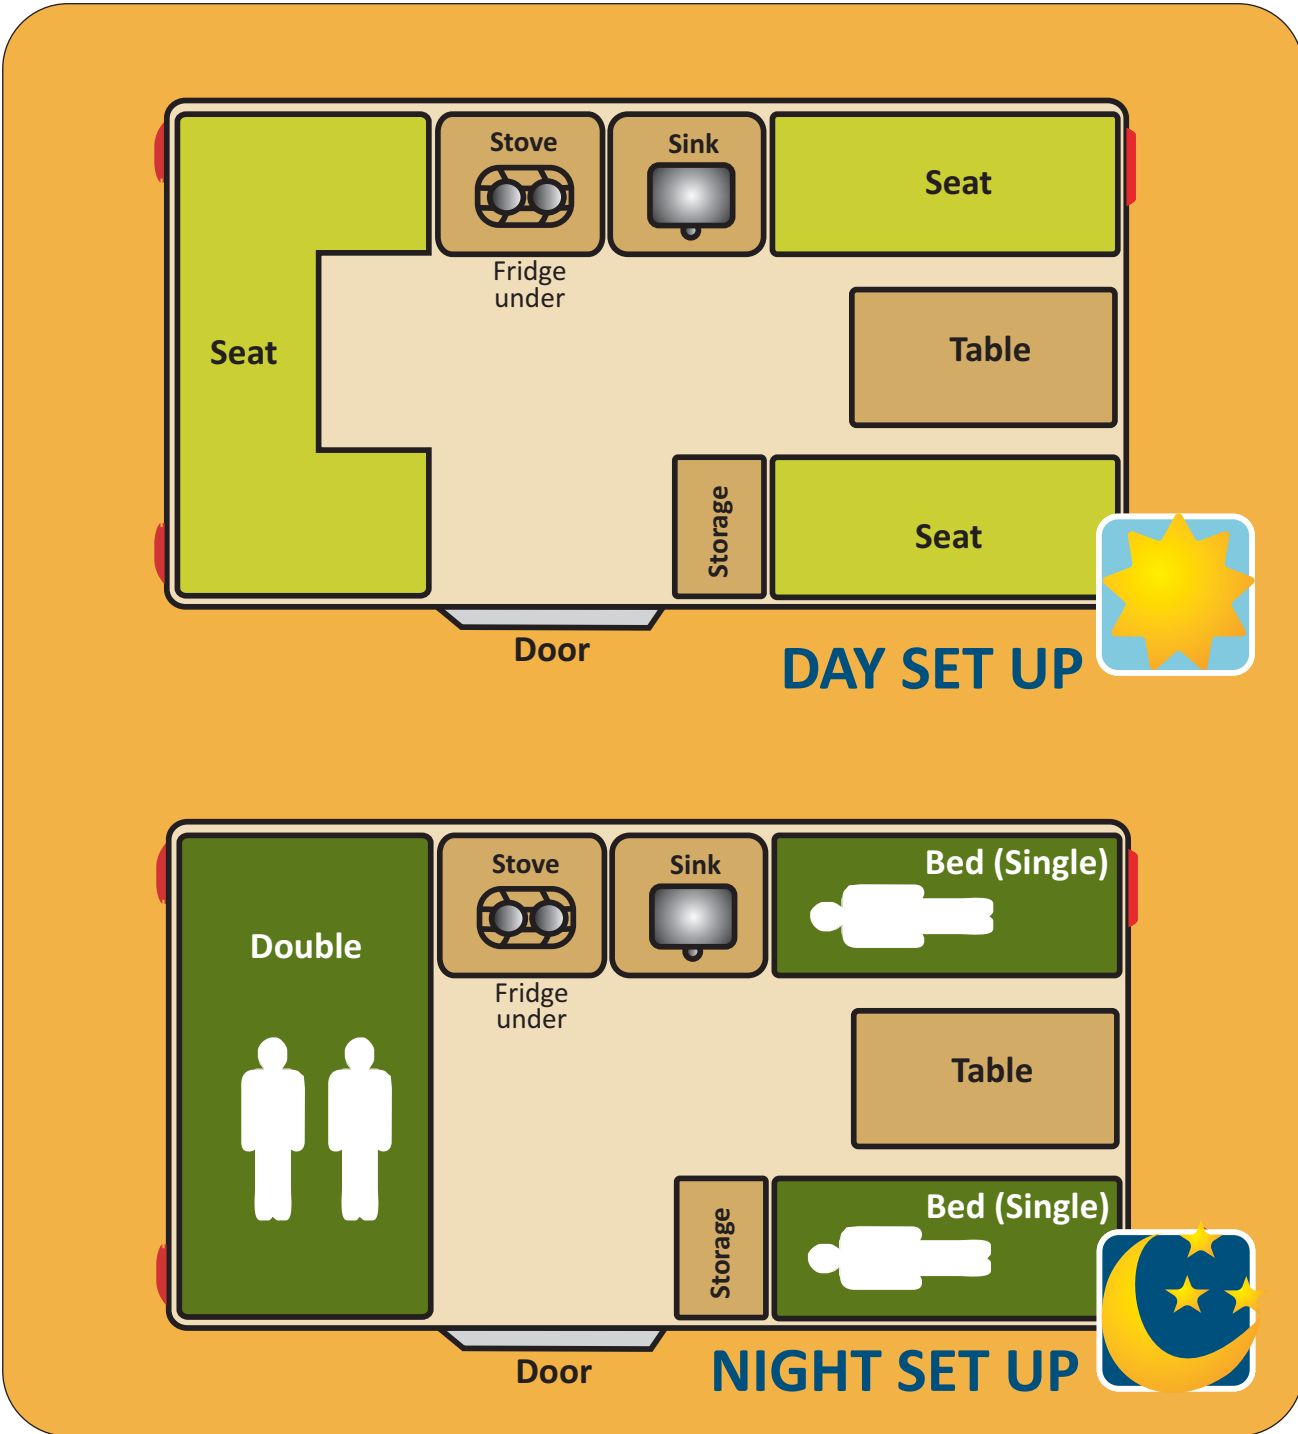 Stove
Sink
Seat
Fridge
under
Seat
Table
Storage
Seat
Door
DAY SET UP
Stove
Sink
Bed (Single)
Double
Fridge
under
Table
Storage
Bed (Single)
Door
NIGHT SET UP